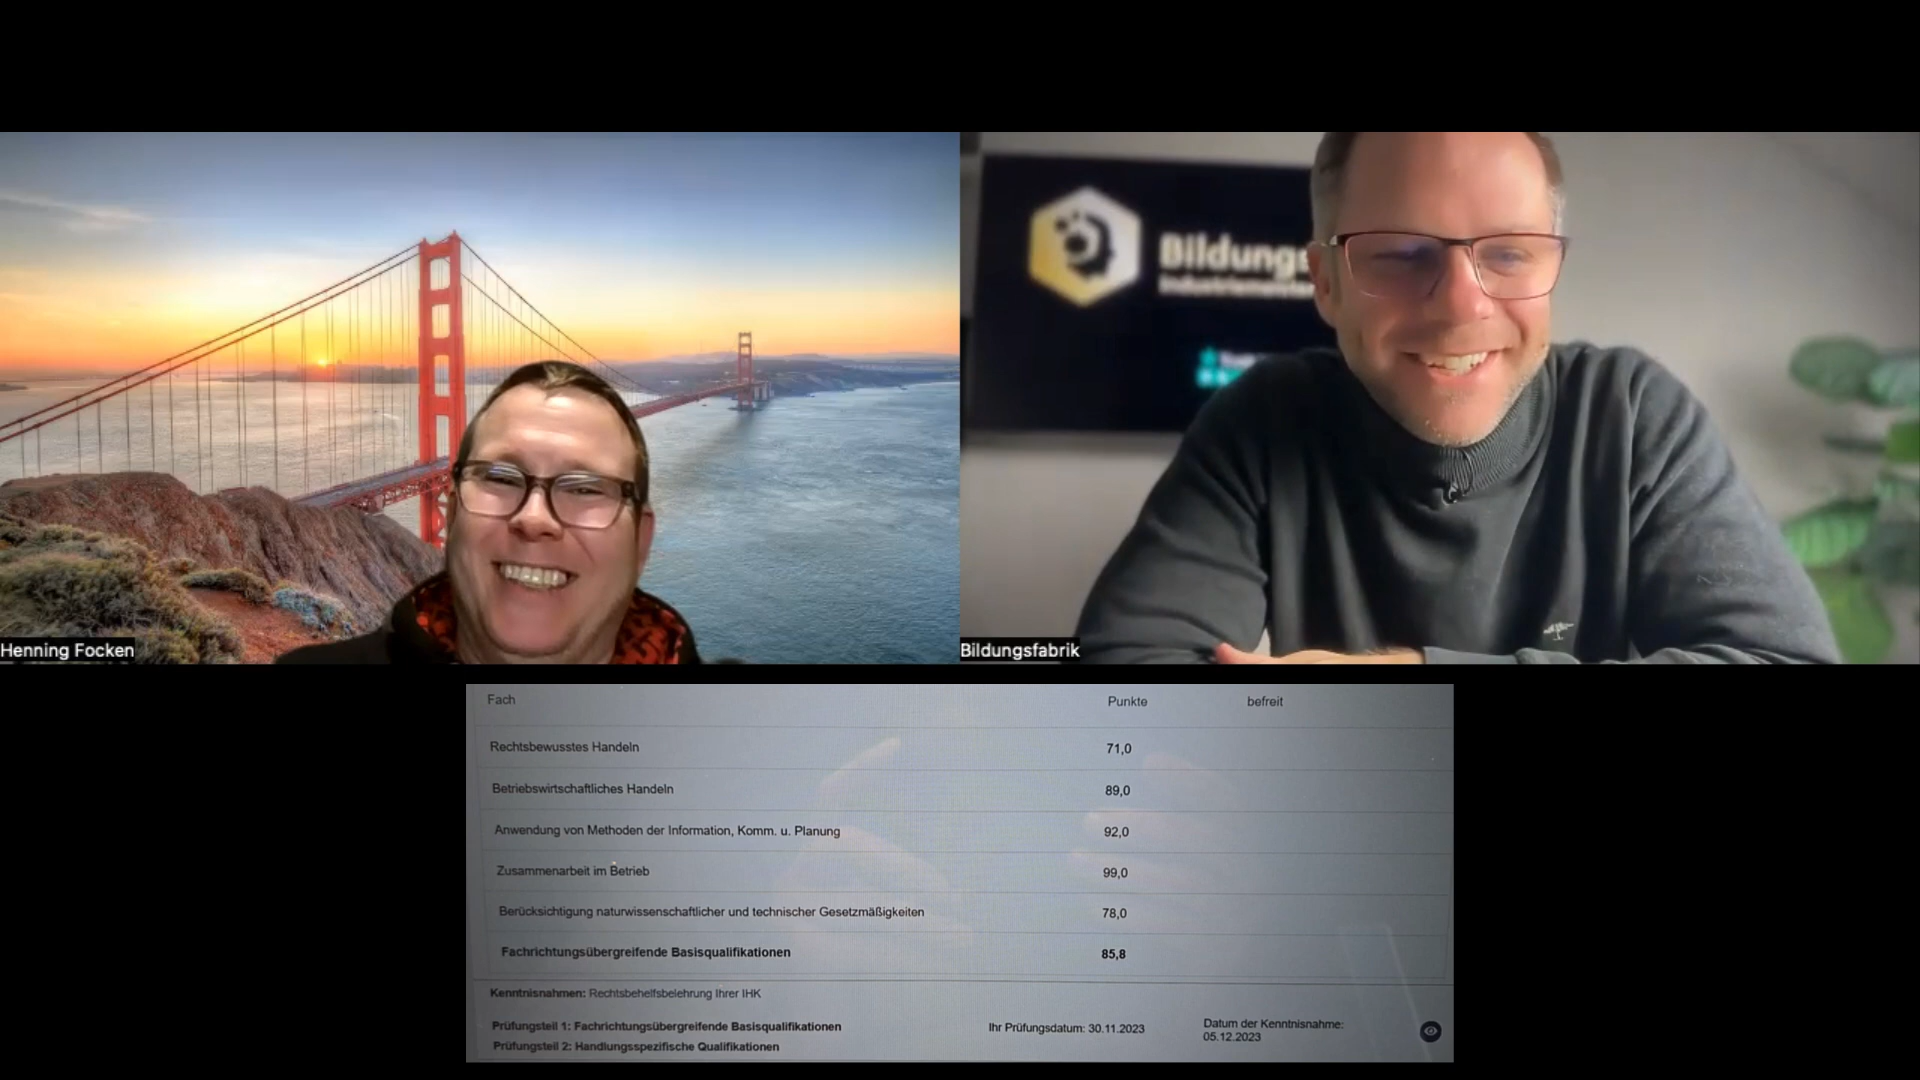 Bildungs
Henning Focken
Bildungsfabrik
Fach Punkte befreit
Rechtsbewusstes Handeln 71,0
Betriebswirtschaftliches Handeln 89,0
Anwendung von Methoden der Information, Komm. u. Planung 92,0
Zusammenarbeit im Betrieb 99,0
Berücksichtigung naturwissenschaftlicher und technischer Gesetzmäßigkeiten 78,0
Fachrichtungsübergreifende Basisqualifikationen 85,8
Kenntnisnahmen: Rechtsbehelfsbelehrung Ihrer IHK
Prüfungsteil 1: Fachrichtungsübergreifende Basisqualifikationen
Prüfungsteil 2: Handlungsspezifische Qualifikationen
Ihr Prüfungsdatum: 30.11.2023
Datum der Kenntnisnahme:
05.12.2023